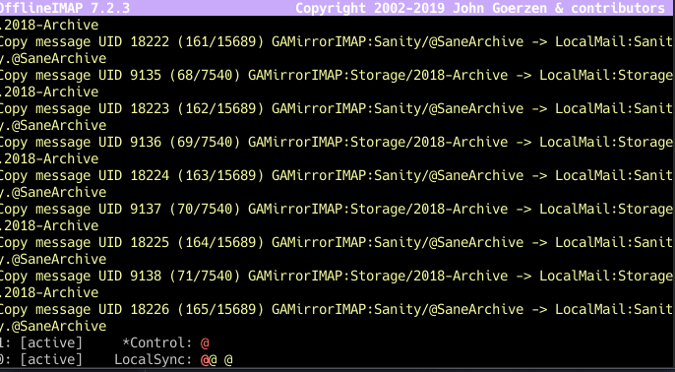 OfflineIMAP 7.2.3 Copyright 2002-2019 John Goerzen & contributors
.2018-Archive
Copy message UID 18222 (161/15689) GAMirrorIMAP:Sanity/@SaneArchive -> LocalMail:Sanit
y.@SaneArchive
Copy message UID 9135 (68/7540) GAMirrorIMAP:Storage/2018-Archive -> LocalMail:Storage
.2018-Archive
Copy message UID 18223 (162/15689) GAMirrorIMAP:Sanity/@SaneArchive -> LocalMail:Sanit
y.@SaneArchive
Copy message UID 9136 (69/7540) GAMirrorIMAP:Storage/2018-Archive -> LocalMail:Storage
.2018-Archive
Copy message UID 18224 (163/15689) GAMirrorIMAP:Sanity/@SaneArchive -> LocalMail:Sanit
y.@SaneArchive
Copy message UID 9137 (70/7540) GAMirrorIMAP:Storage/2018-Archive -> LocalMail:Storage
.2018-Archive
Copy message UID 18225 (164/15689) GAMirrorIMAP:Sanity/@SaneArchive -> LocalMail:Sanit
y.@SaneArchive
Copy message UID 9138 (71/7540) GAMirrorIMAP:Storage/2018-Archive -> LocalMail:Storage
.2018-Archive
Copy message UID 18226 (165/15689) GAMirrorIMAP:Sanity/@SaneArchive -> LocalMail:Sanit
y.@SaneArchive
1: [active] *Control: @
0: [active] LocalSync: @@ @